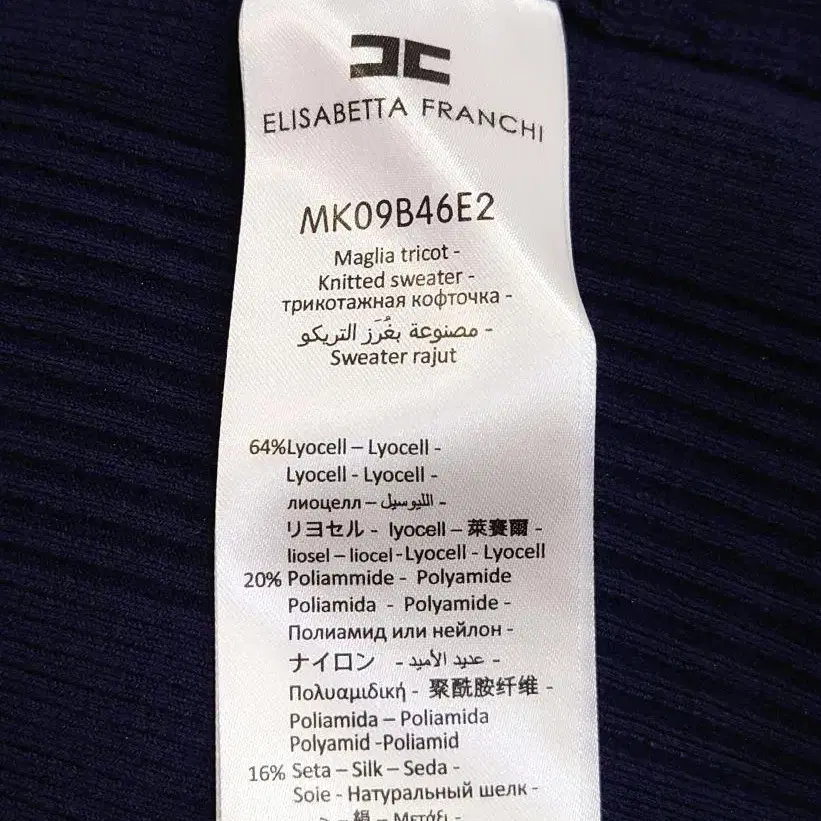 ELISABETTA FRANCHI
MK09B46E2
Maglia tricot -
Knitted sweater -
трикотажная кофточка -
مصنوعة بغُرَز التريكو -
Sweater rajut
64%Lyocell – Lyocell -
Lyocell - Lyocell -
лиоцелл – الليوسيل -
リヨセル - lyocell – 萊賽爾 -
liosel – liocel -Lyocell - Lyocell
20% Poliammide - Polyamide
Poliamida - Polyamide -
Полиамид или нейлон -
ナイロン - عديد الأميد -
Πολυαμιδική - 聚酰胺纤维 -
Poliamida – Poliamida
Polyamid -Poliamid
16% Seta – Silk – Seda -
Soie - Натуральный шелк -
– 絹 – Μετάξι -